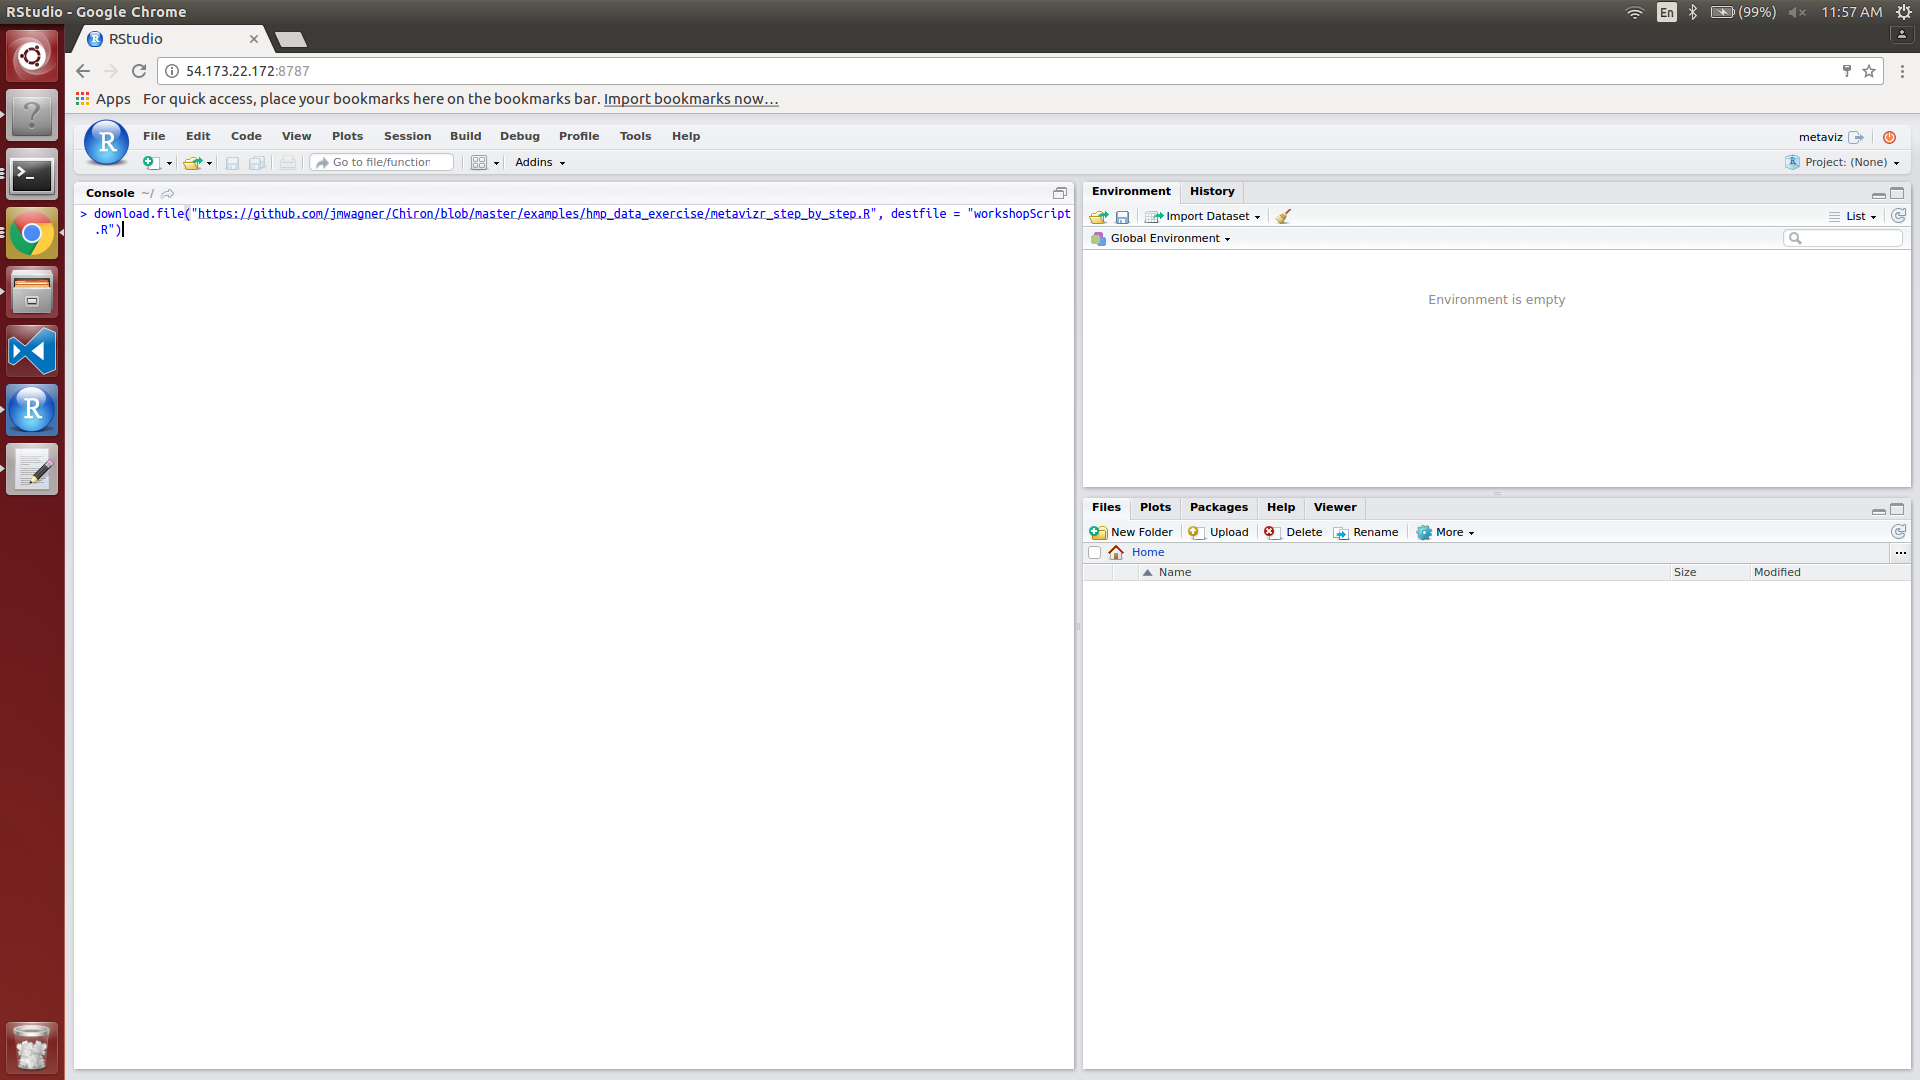 RStudio - Google Chrome
En
(99%)
11:57 AM
RStudio
54.173.22.172:8787
Apps For quick access, place your bookmarks here on the bookmarks bar. Import bookmarks now...
R
File Edit Code View Plots Session Build Debug Profile Tools Help
metaviz
Go to file/function
Addins
Project: (None)
Console ~/
> download.file("https://github.com/jmwagner/Chiron/blob/master/examples/hmp_data_exercise/metavizr_step_by_step.R", destfile = "workshopScript
.R")
Environment History
Import Dataset
List
Global Environment
Environment is empty
Files Plots Packages Help Viewer
New Folder Upload Delete Rename More
Home
...
Name Size Modified
R